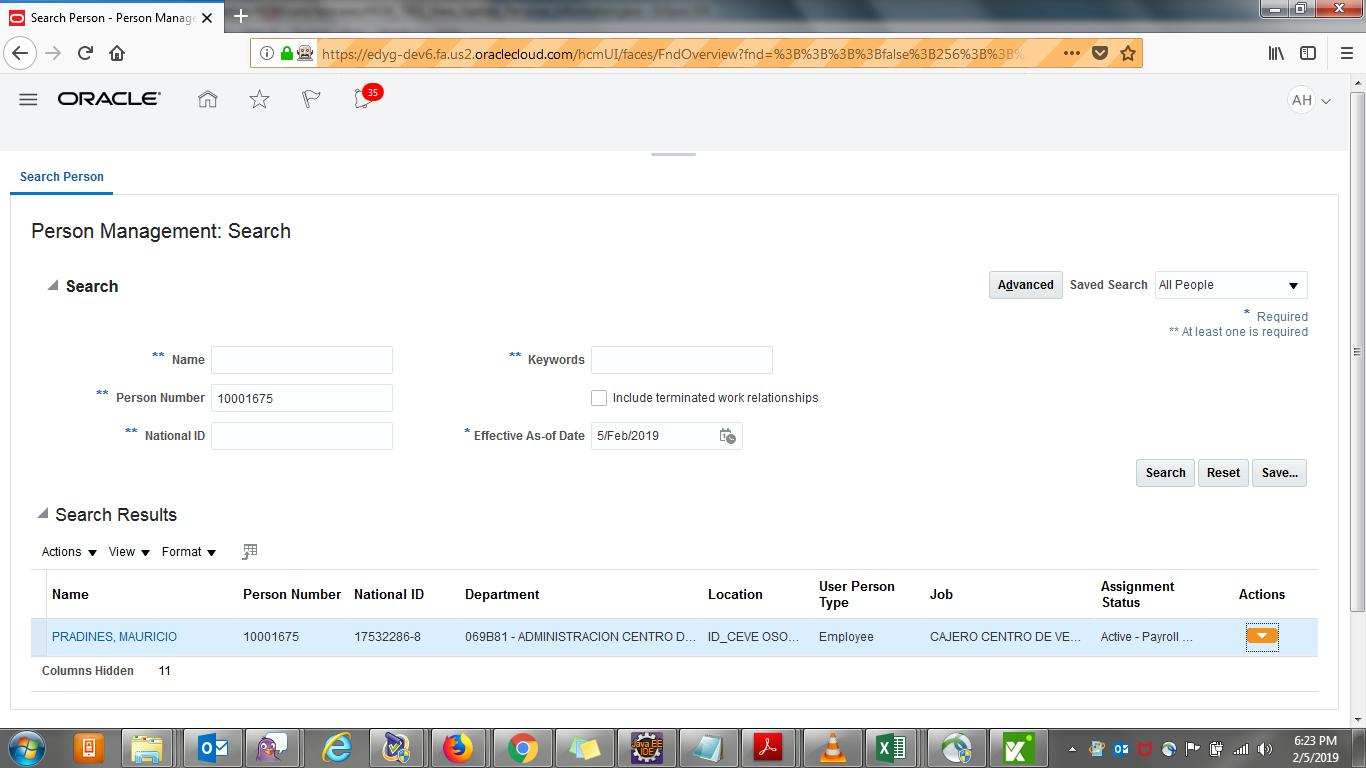 Search Person - Person Manage
https://edyg-dev6.fa.us2.oraclecloud.com/hcmUI/faces/FndOverview?fnd=%3B%3B%3B%3Bfalse%3B256%3B%3B%
ORACLE
35
AH
Search Person
Person Management: Search
Search
Advanced Saved Search All People
* Required
** At least one is required
** Name
** Keywords
** Person Number 10001675
Include terminated work relationships
** National ID
* Effective As-of Date 5/Feb/2019
Search Reset Save...
Search Results
Actions View Format
Name Person Number National ID Department Location User Person Type Job Assignment Status Actions
PRADINES, MAURICIO 10001675 17532286-8 069B81 - ADMINISTRACION CENTRO D... ID_CEVE OSO... Employee CAJERO CENTRO DE VE... Active - Payroll ...
Columns Hidden 11
Java EE
IDE
6:23 PM
2/5/2019